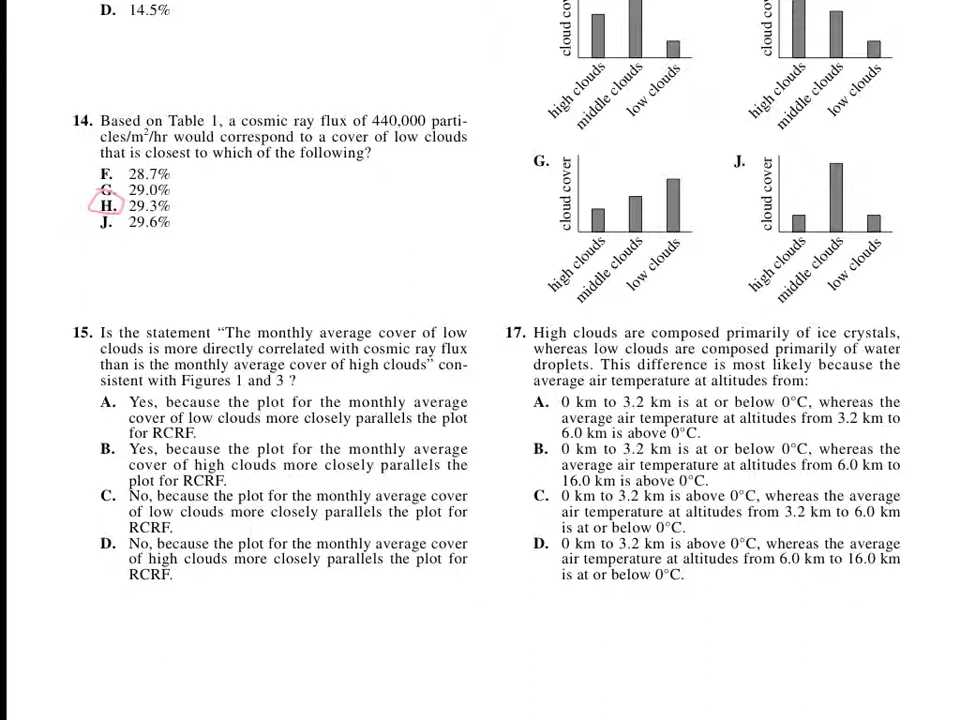 D. 14.5%
14. Based on Table 1, a cosmic ray flux of 440,000 parti-
cles/m²/hr would correspond to a cover of low clouds
that is closest to which of the following?
F. 28.7%
G. 29.0%
H. 29.3%
J. 29.6%
15. Is the statement “The monthly average cover of low
clouds is more directly correlated with cosmic ray flux
than is the monthly average cover of high clouds” con-
sistent with Figures 1 and 3 ?
A. Yes, because the plot for the monthly average
cover of low clouds more closely parallels the plot
for RCRF.
B. Yes, because the plot for the monthly average
cover of high clouds more closely parallels the
plot for RCRF.
C. No, because the plot for the monthly average cover
of low clouds more closely parallels the plot for
RCRF.
D. No, because the plot for the monthly average cover
of high clouds more closely parallels the plot for
RCRF.
cloud
high clouds
middle clouds
low clouds
cloud
high clouds
middle clouds
low clouds
G.
cloud cover
high clouds
middle clouds
low clouds
J.
cloud cover
high clouds
middle clouds
low clouds
17. High clouds are composed primarily of ice crystals,
whereas low clouds are composed primarily of water
droplets. This difference is most likely because the
average air temperature at altitudes from:
A. 0 km to 3.2 km is at or below 0°C, whereas the
average air temperature at altitudes from 3.2 km to
6.0 km is above 0°C.
B. 0 km to 3.2 km is at or below 0°C, whereas the
average air temperature at altitudes from 6.0 km to
16.0 km is above 0°C.
C. 0 km to 3.2 km is above 0°C, whereas the average
air temperature at altitudes from 3.2 km to 6.0 km
is at or below 0°C.
D. 0 km to 3.2 km is above 0°C, whereas the average
air temperature at altitudes from 6.0 km to 16.0 km
is at or below 0°C.